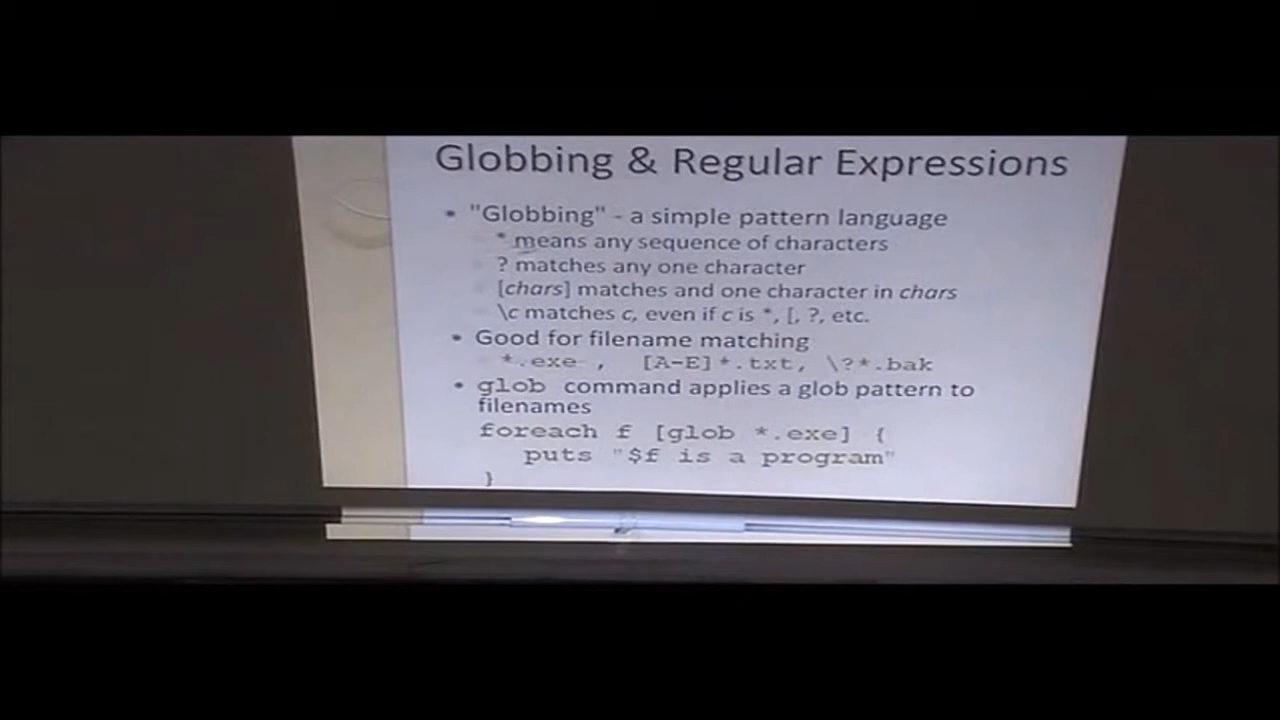 Globbing & Regular Expressions
• "Globbing" - a simple pattern language
* means any sequence of characters
? matches any one character
[chars] matches and one character in chars
\c matches c, even if c is *, [, ?, etc.
• Good for filename matching
*.exe , [A-E]*.txt, \?*.bak
• glob command applies a glob pattern to
filenames
foreach f [glob *.exe] {
puts "$f is a program"
}